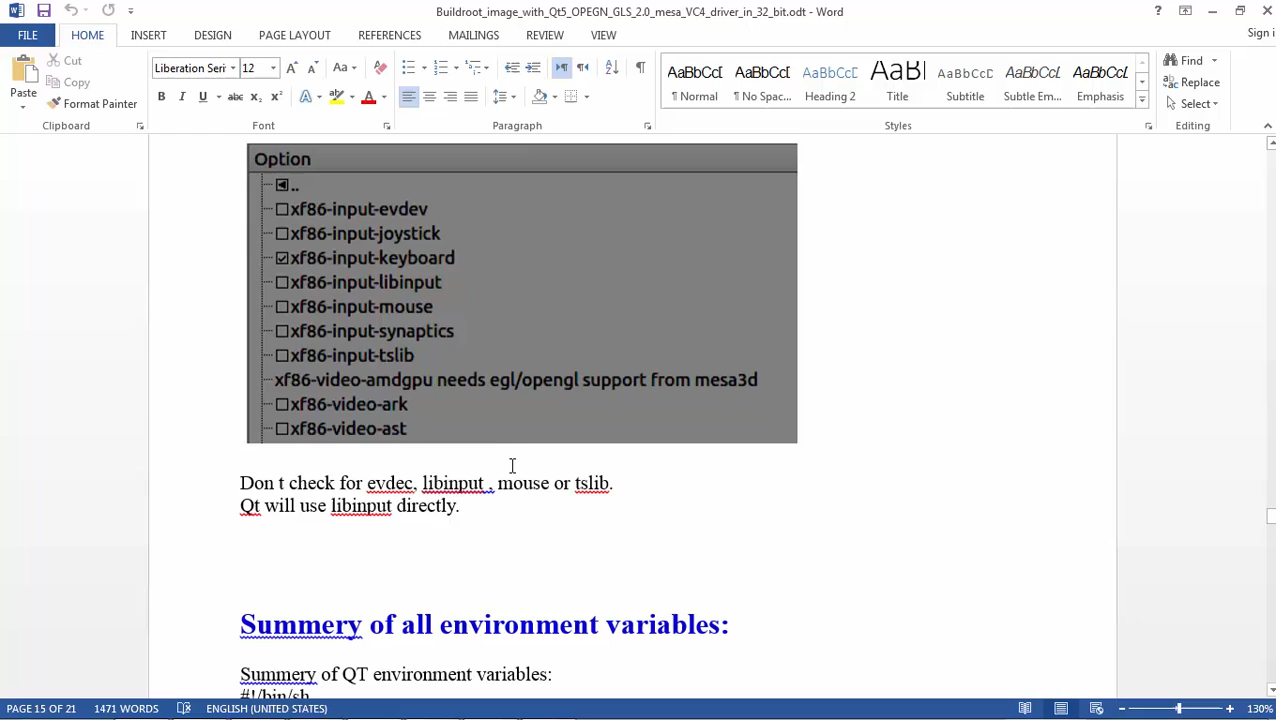 Buildroot_image_with_Qt5_OPEGN_GLS_2.0_mesa_VC4_driver_in_32_bit.odt - Word
FILE HOME INSERT DESIGN PAGE LAYOUT REFERENCES MAILINGS REVIEW VIEW
Sign i
Paste
Cut
Copy
Format Painter
Clipboard
Liberation Seri 12
Font
Paragraph
AaBbCcI AaBbCcI AaBbCcI AaBl AaBbCcD AaBbCcI AaBbCcI
¶ Normal ¶ No Spac... Heading 2 Title Subtitle Subtle Em... Emphasis
Styles
Find
Replace
Select
Editing
Option
..
xf86-input-evdev
xf86-input-joystick
xf86-input-keyboard
xf86-input-libinput
xf86-input-mouse
xf86-input-synaptics
xf86-input-tslib
xf86-video-amdgpu needs egl/opengl support from mesa3d
xf86-video-ark
xf86-video-ast
Don t check for evdec, libinput , mouse or tslib.
Qt will use libinput directly.
Summery of all environment variables:
Summery of QT environment variables:
#!/bin/sh
PAGE 15 OF 21 1471 WORDS ENGLISH (UNITED STATES) 130%